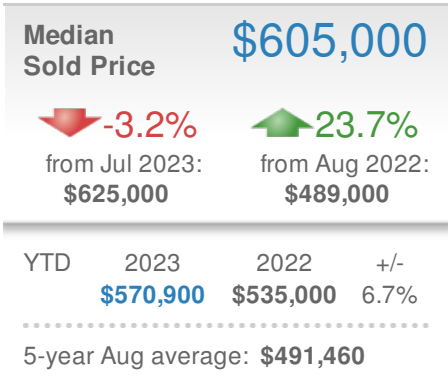 Median $605,000
Sold Price
-3.2% 23.7%
from Jul 2023: from Aug 2022:
$625,000 $489,000
YTD 2023 2022 +/-
$570,900 $535,000 6.7%
5-year Aug average: $491,460